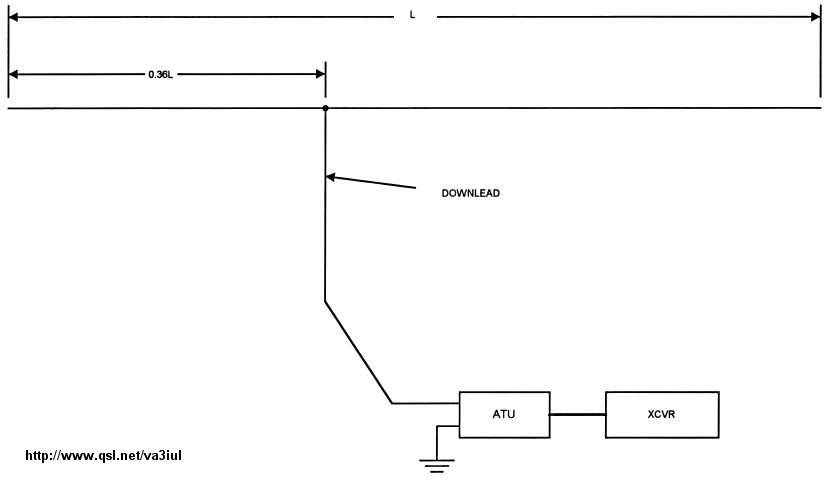 L
0.36L
DOWNLEAD
ATU
XCVR
http://www.qsl.net/va3iul